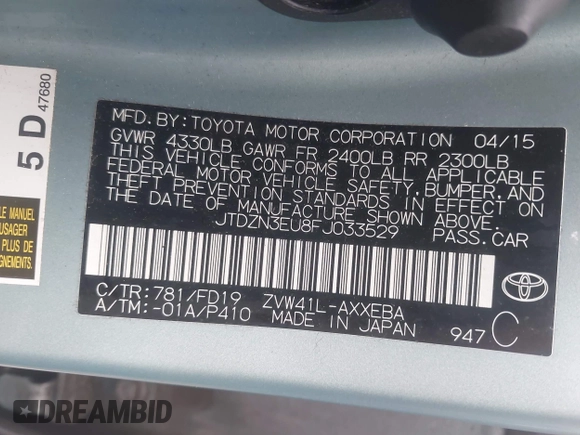 5 D 47680
USAGER
PLUS DE
GNEMENTS.
MFD. BY: TOYOTA MOTOR CORPORATION 04/15
GVWR 4330LB GAWR FR 2400LB RR 2300LB
THIS VEHICLE CONFORMS TO ALL APPLICABLE
FEDERAL MOTOR VEHICLE SAFETY, BUMPER, AND
THEFT PREVENTION STANDARDS IN EFFECT ON
THE DATE OF MANUFACTURE SHOWN ABOVE.
JTDZN3EU8FJ033529 PASS. CAR
C/TR: 781/FD19 ZVW41L-AXXEBA
A/TM: -01A/P410 MADE IN JAPAN 947 C
DREAMBID